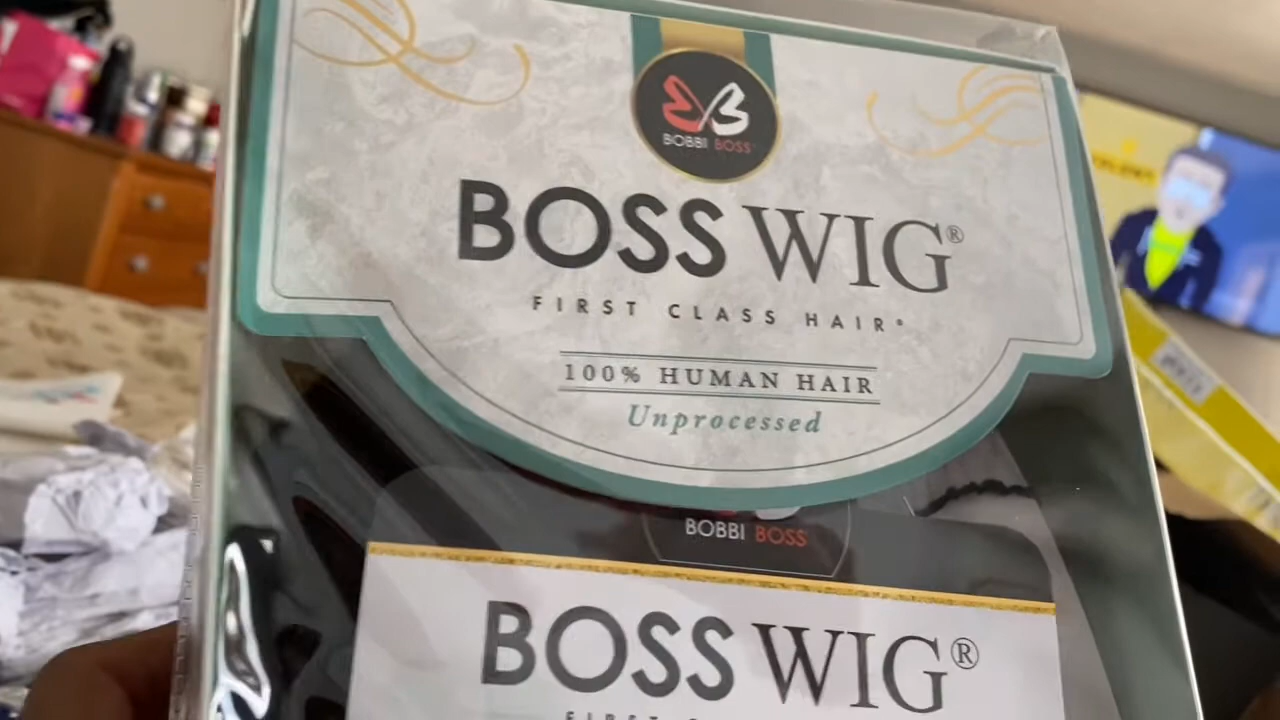 BOBBI BOSS
BOSS WIG®
FIRST CLASS HAIR®
100% HUMAN HAIR
Unprocessed
BOBBI BOSS
BOSS WIG®